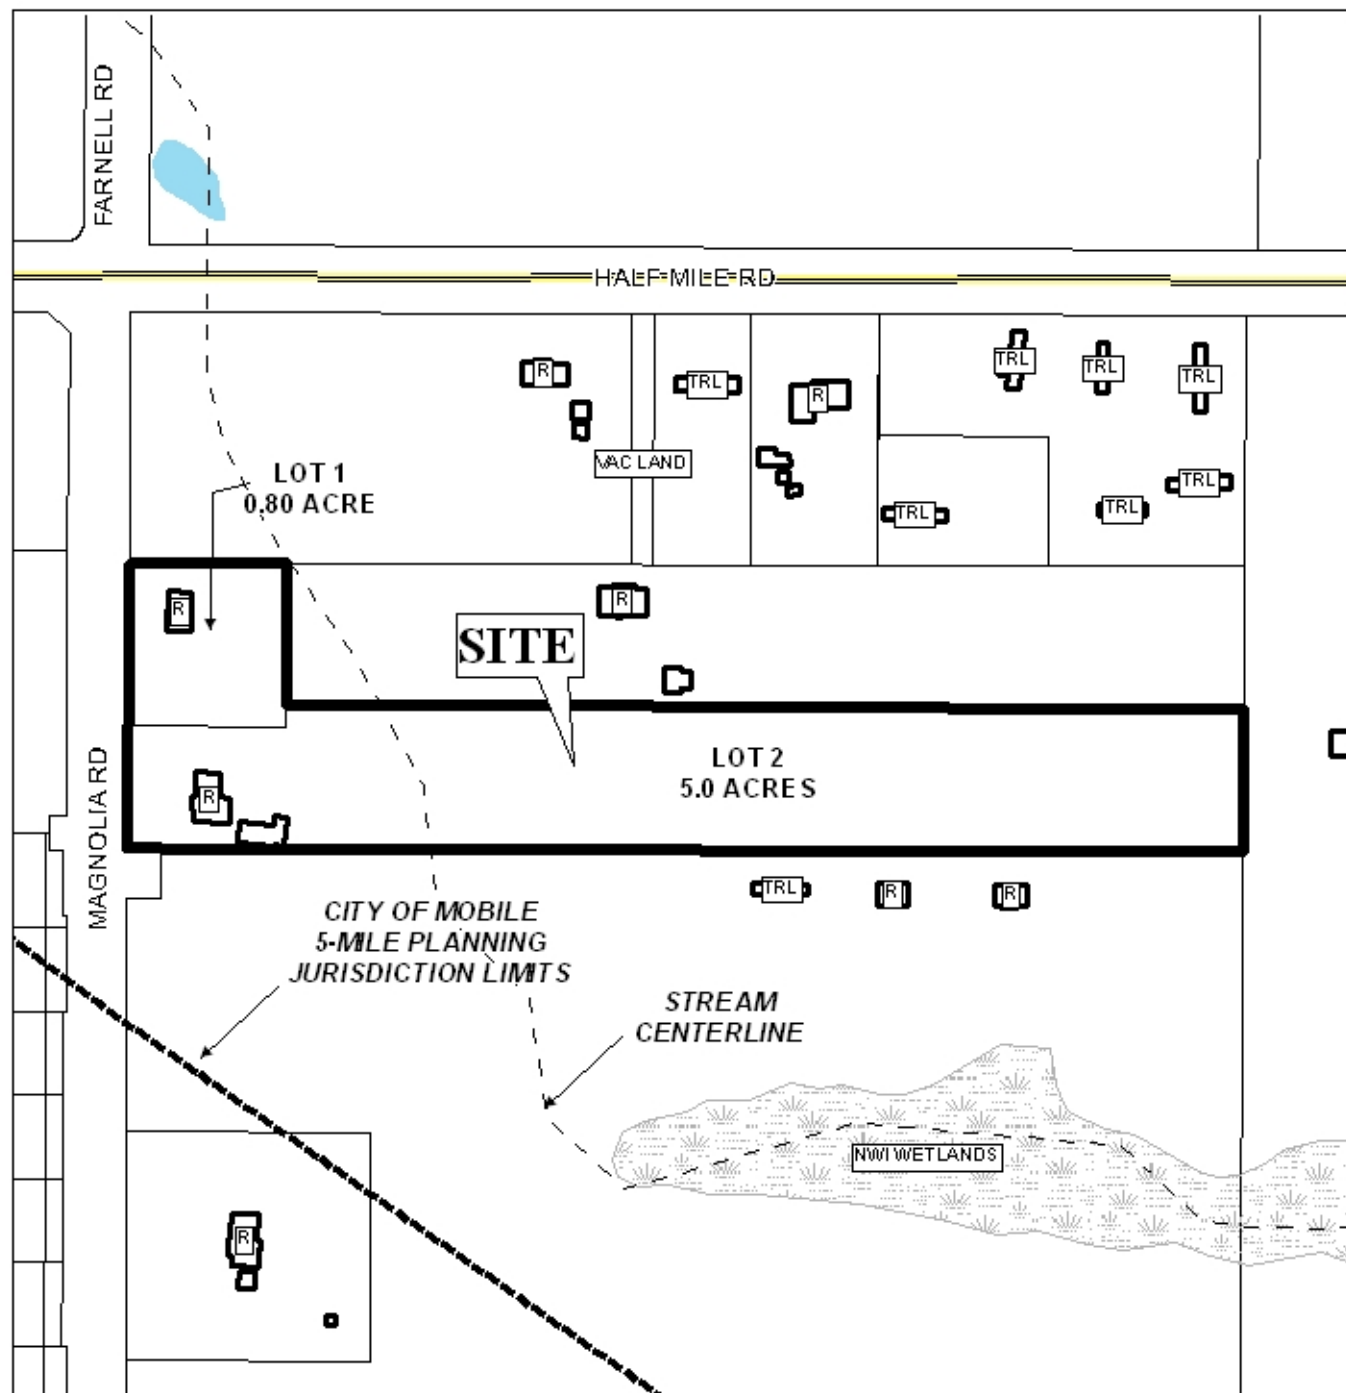 FARNELL RD
HALF MILE RD
R
TRL
R
TRL
TRL
TRL
VAC LAND
LOT 1
0.80 ACRE
TRL
TRL
TRL
R
R
SITE
LOT 2
5.0 ACRES
R
MAGNOLIA RD
TRL
R
R
CITY OF MOBILE
5-MILE PLANNING
JURISDICTION LIMITS
STREAM
CENTERLINE
NWI WETLANDS
R